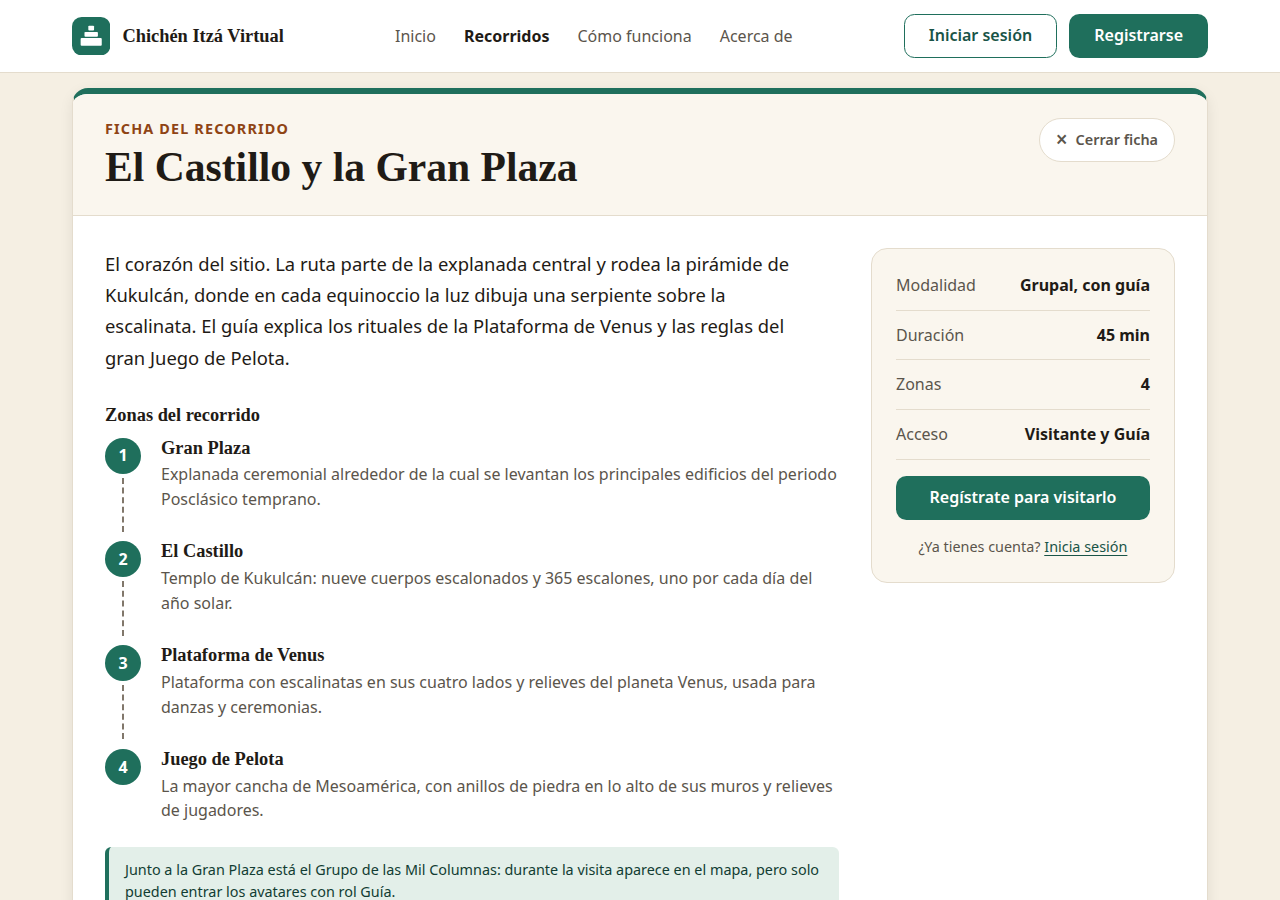 Chichén Itzá Virtual
Inicio
Recorridos
Cómo funciona
Acerca de
Iniciar sesión
Registrarse
FICHA DEL RECORRIDO
El Castillo y la Gran Plaza
✕ Cerrar ficha
El corazón del sitio. La ruta parte de la explanada central y rodea la pirámide de
Kukulcán, donde en cada equinoccio la luz dibuja una serpiente sobre la
escalinata. El guía explica los rituales de la Plataforma de Venus y las reglas del
gran Juego de Pelota.
Zonas del recorrido
1
Gran Plaza
Explanada ceremonial alrededor de la cual se levantan los principales edificios del periodo
Posclásico temprano.
2
El Castillo
Templo de Kukulcán: nueve cuerpos escalonados y 365 escalones, uno por cada día del
año solar.
3
Plataforma de Venus
Plataforma con escalinatas en sus cuatro lados y relieves del planeta Venus, usada para
danzas y ceremonias.
4
Juego de Pelota
La mayor cancha de Mesoamérica, con anillos de piedra en lo alto de sus muros y relieves
de jugadores.
Junto a la Gran Plaza está el Grupo de las Mil Columnas: durante la visita aparece en el mapa, pero solo
pueden entrar los avatares con rol Guía.
Modalidad Grupal, con guía
Duración 45 min
Zonas 4
Acceso Visitante y Guía
Regístrate para visitarlo
¿Ya tienes cuenta? Inicia sesión